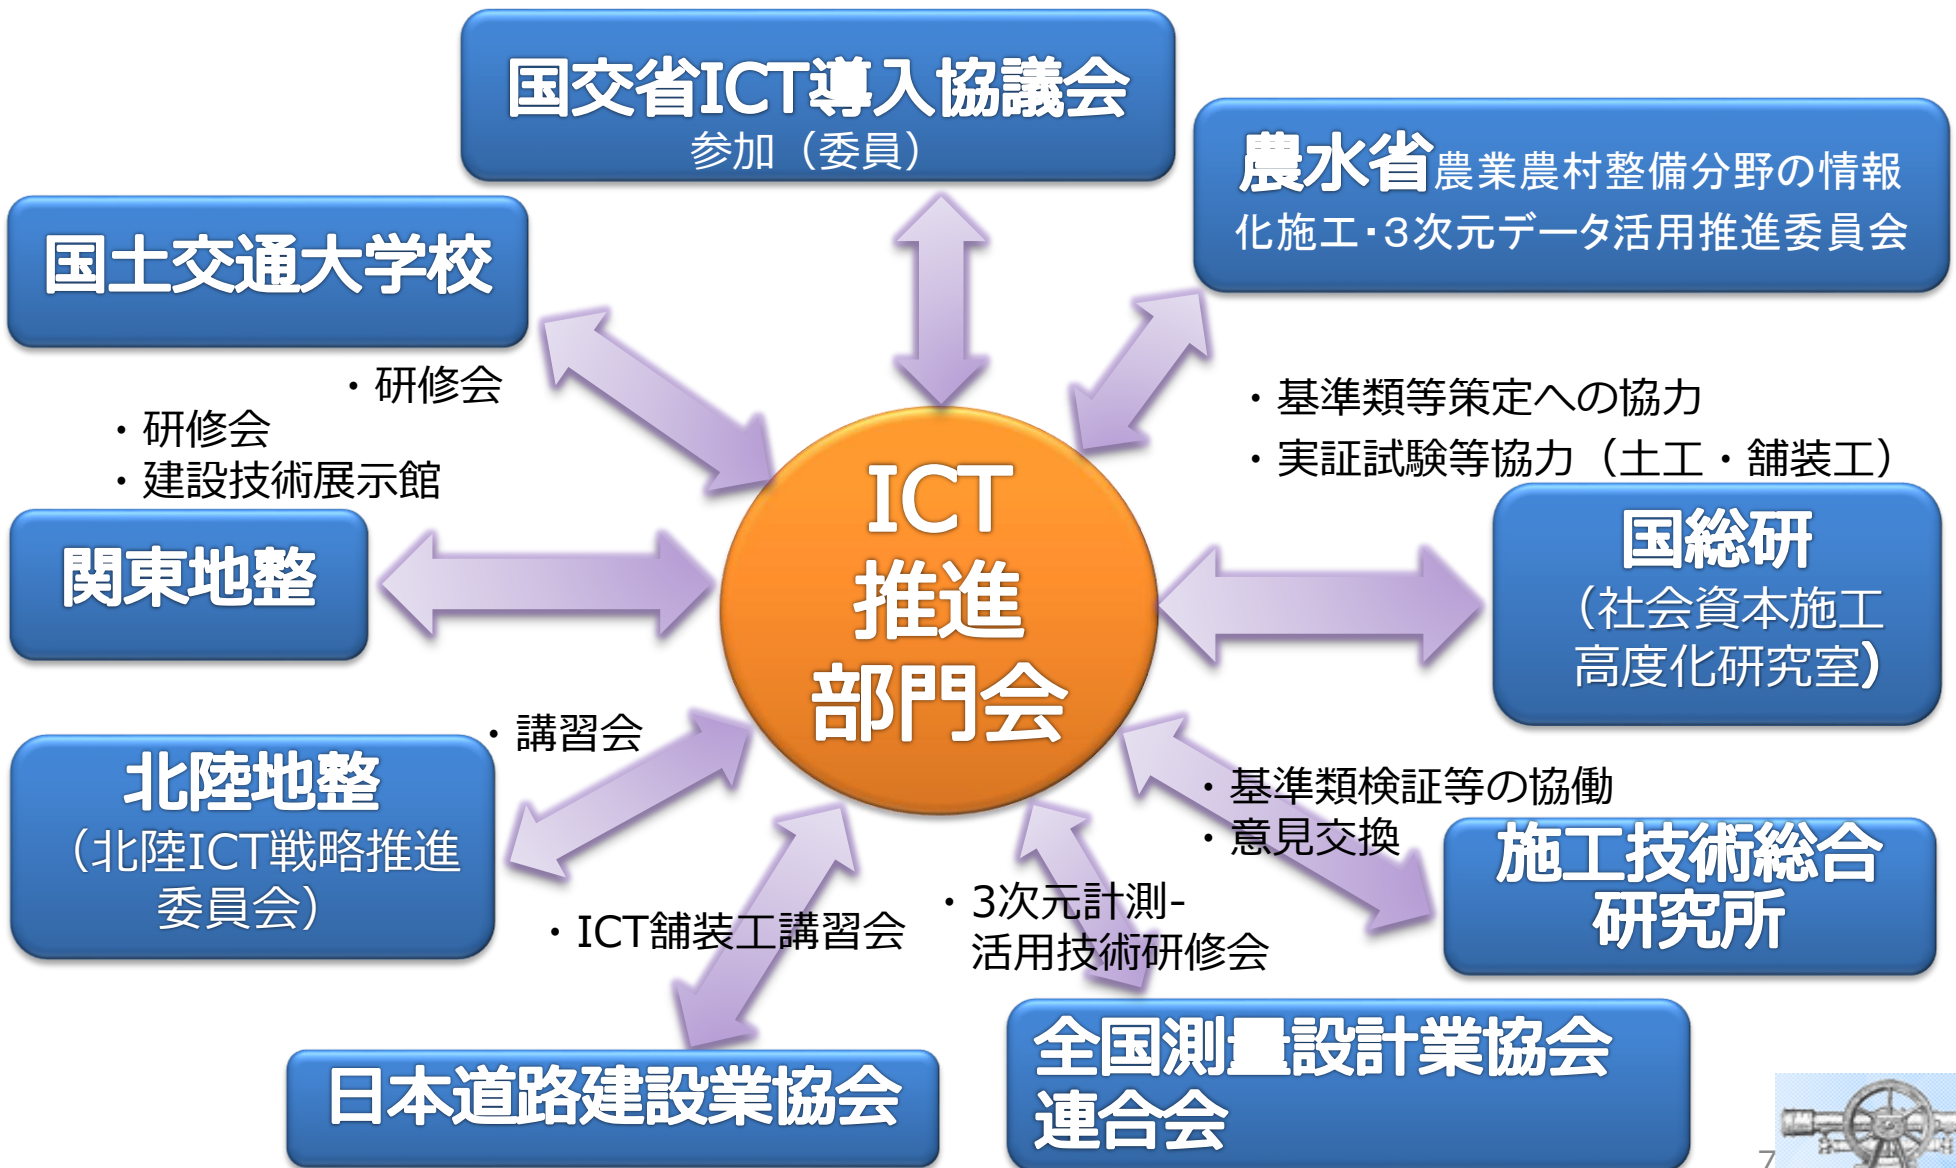 国交省ICT導入協議会
参加（委員）
農水省農業農村整備分野の情報
化施工・３次元データ活用推進委員会
国土交通大学校
・研修会
・研修会
・建設技術展示館
関東地整
・基準類等策定への協力
・実証試験等協力（土工・舗装工）
国総研
（社会資本施工
高度化研究室）
ICT
推進
部門会
・講習会
北陸地整
（北陸ICT戦略推進
委員会）
・基準類検証等の協働
・意見交換
施工技術総合
研究所
・ICT舗装工講習会
・3次元計測-
活用技術研修会
日本道路建設業協会
全国測量設計業協会
連合会
7